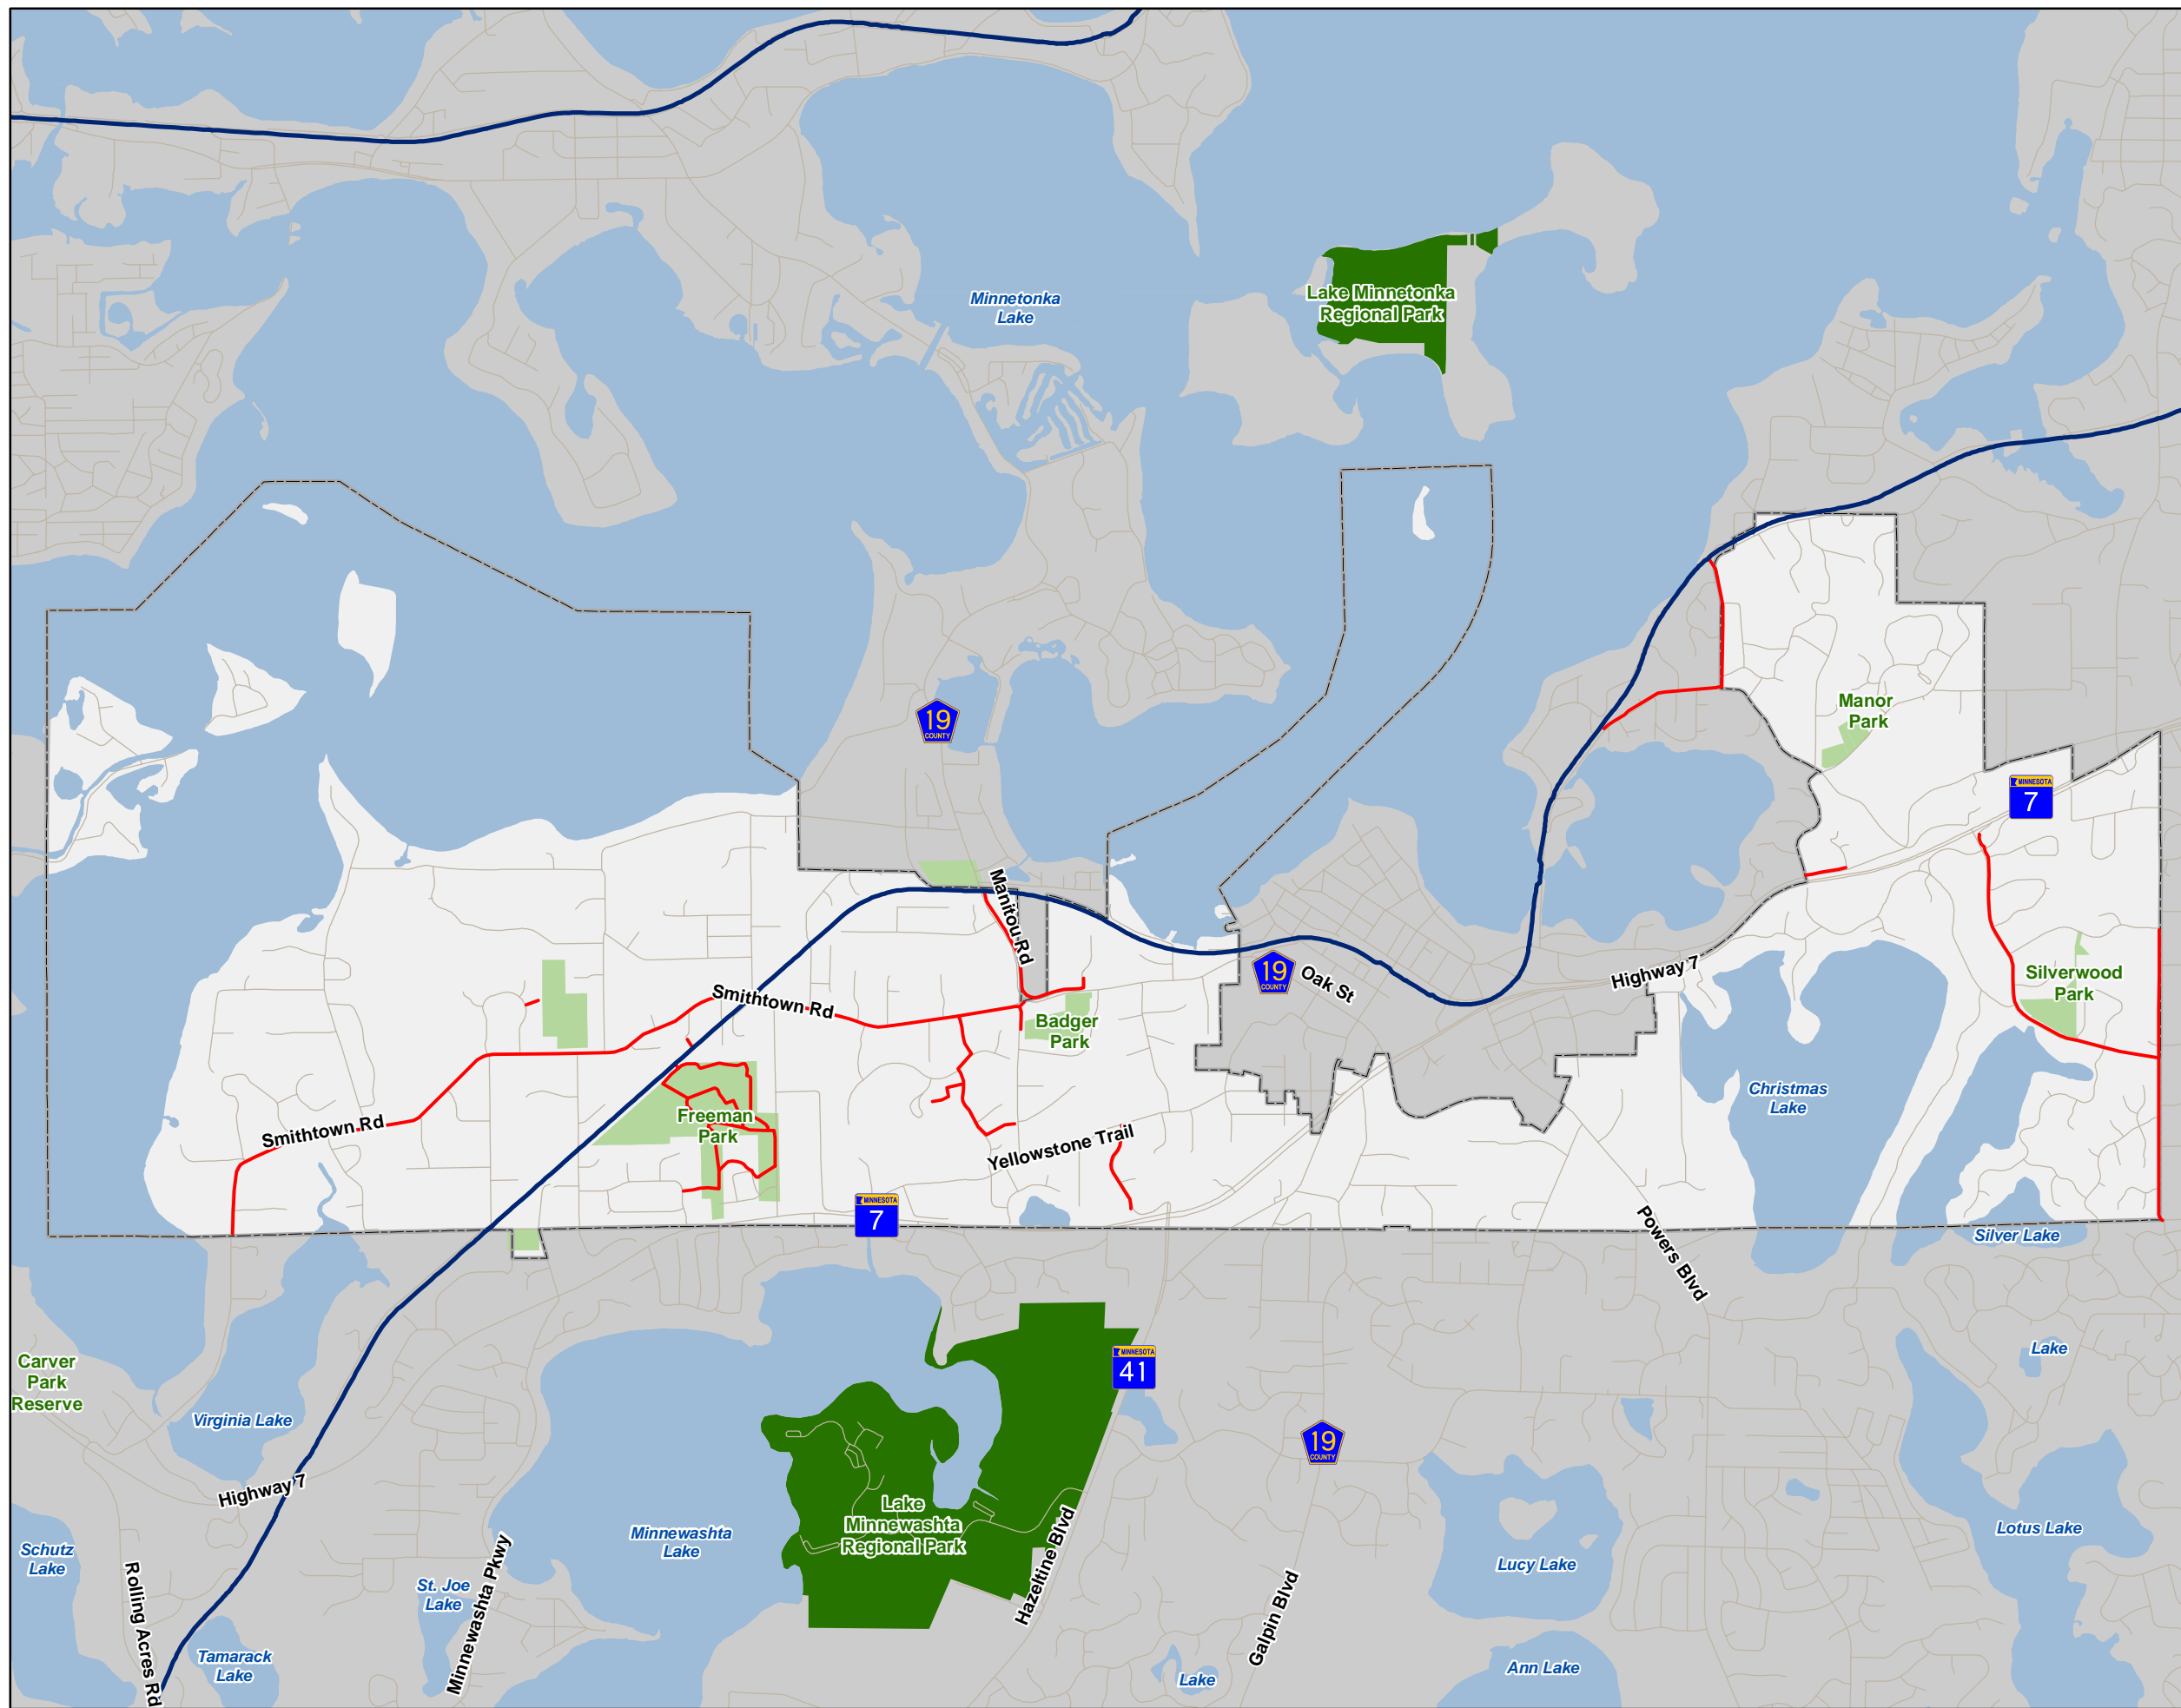 Minnetonka
Lake
Lake Minnetonka
Regional Park
19
COUNTY
Manor
Park
MINNESOTA
7
Manitou Rd
Smithtown Rd
Badger
Park
19
COUNTY
Oak St
Highway 7
Silverwood
Park
Christmas
Lake
Freeman
Park
Smithtown Rd
Yellowstone Trail
MINNESOTA
7
Powers Blvd
Silver Lake
Carver
Park
Reserve
Virginia Lake
MINNESOTA
41
Lake
19
COUNTY
Highway 7
Lake
Minnewashta
Regional Park
Minnewashta
Lake
Hazeltine Blvd
Lotus Lake
Schutz
Lake
Lucy Lake
Rolling Acres Rd
St. Joe
Lake
Minnewashta Pkwy
Galpin Blvd
Tamarack
Lake
Lake
Ann Lake